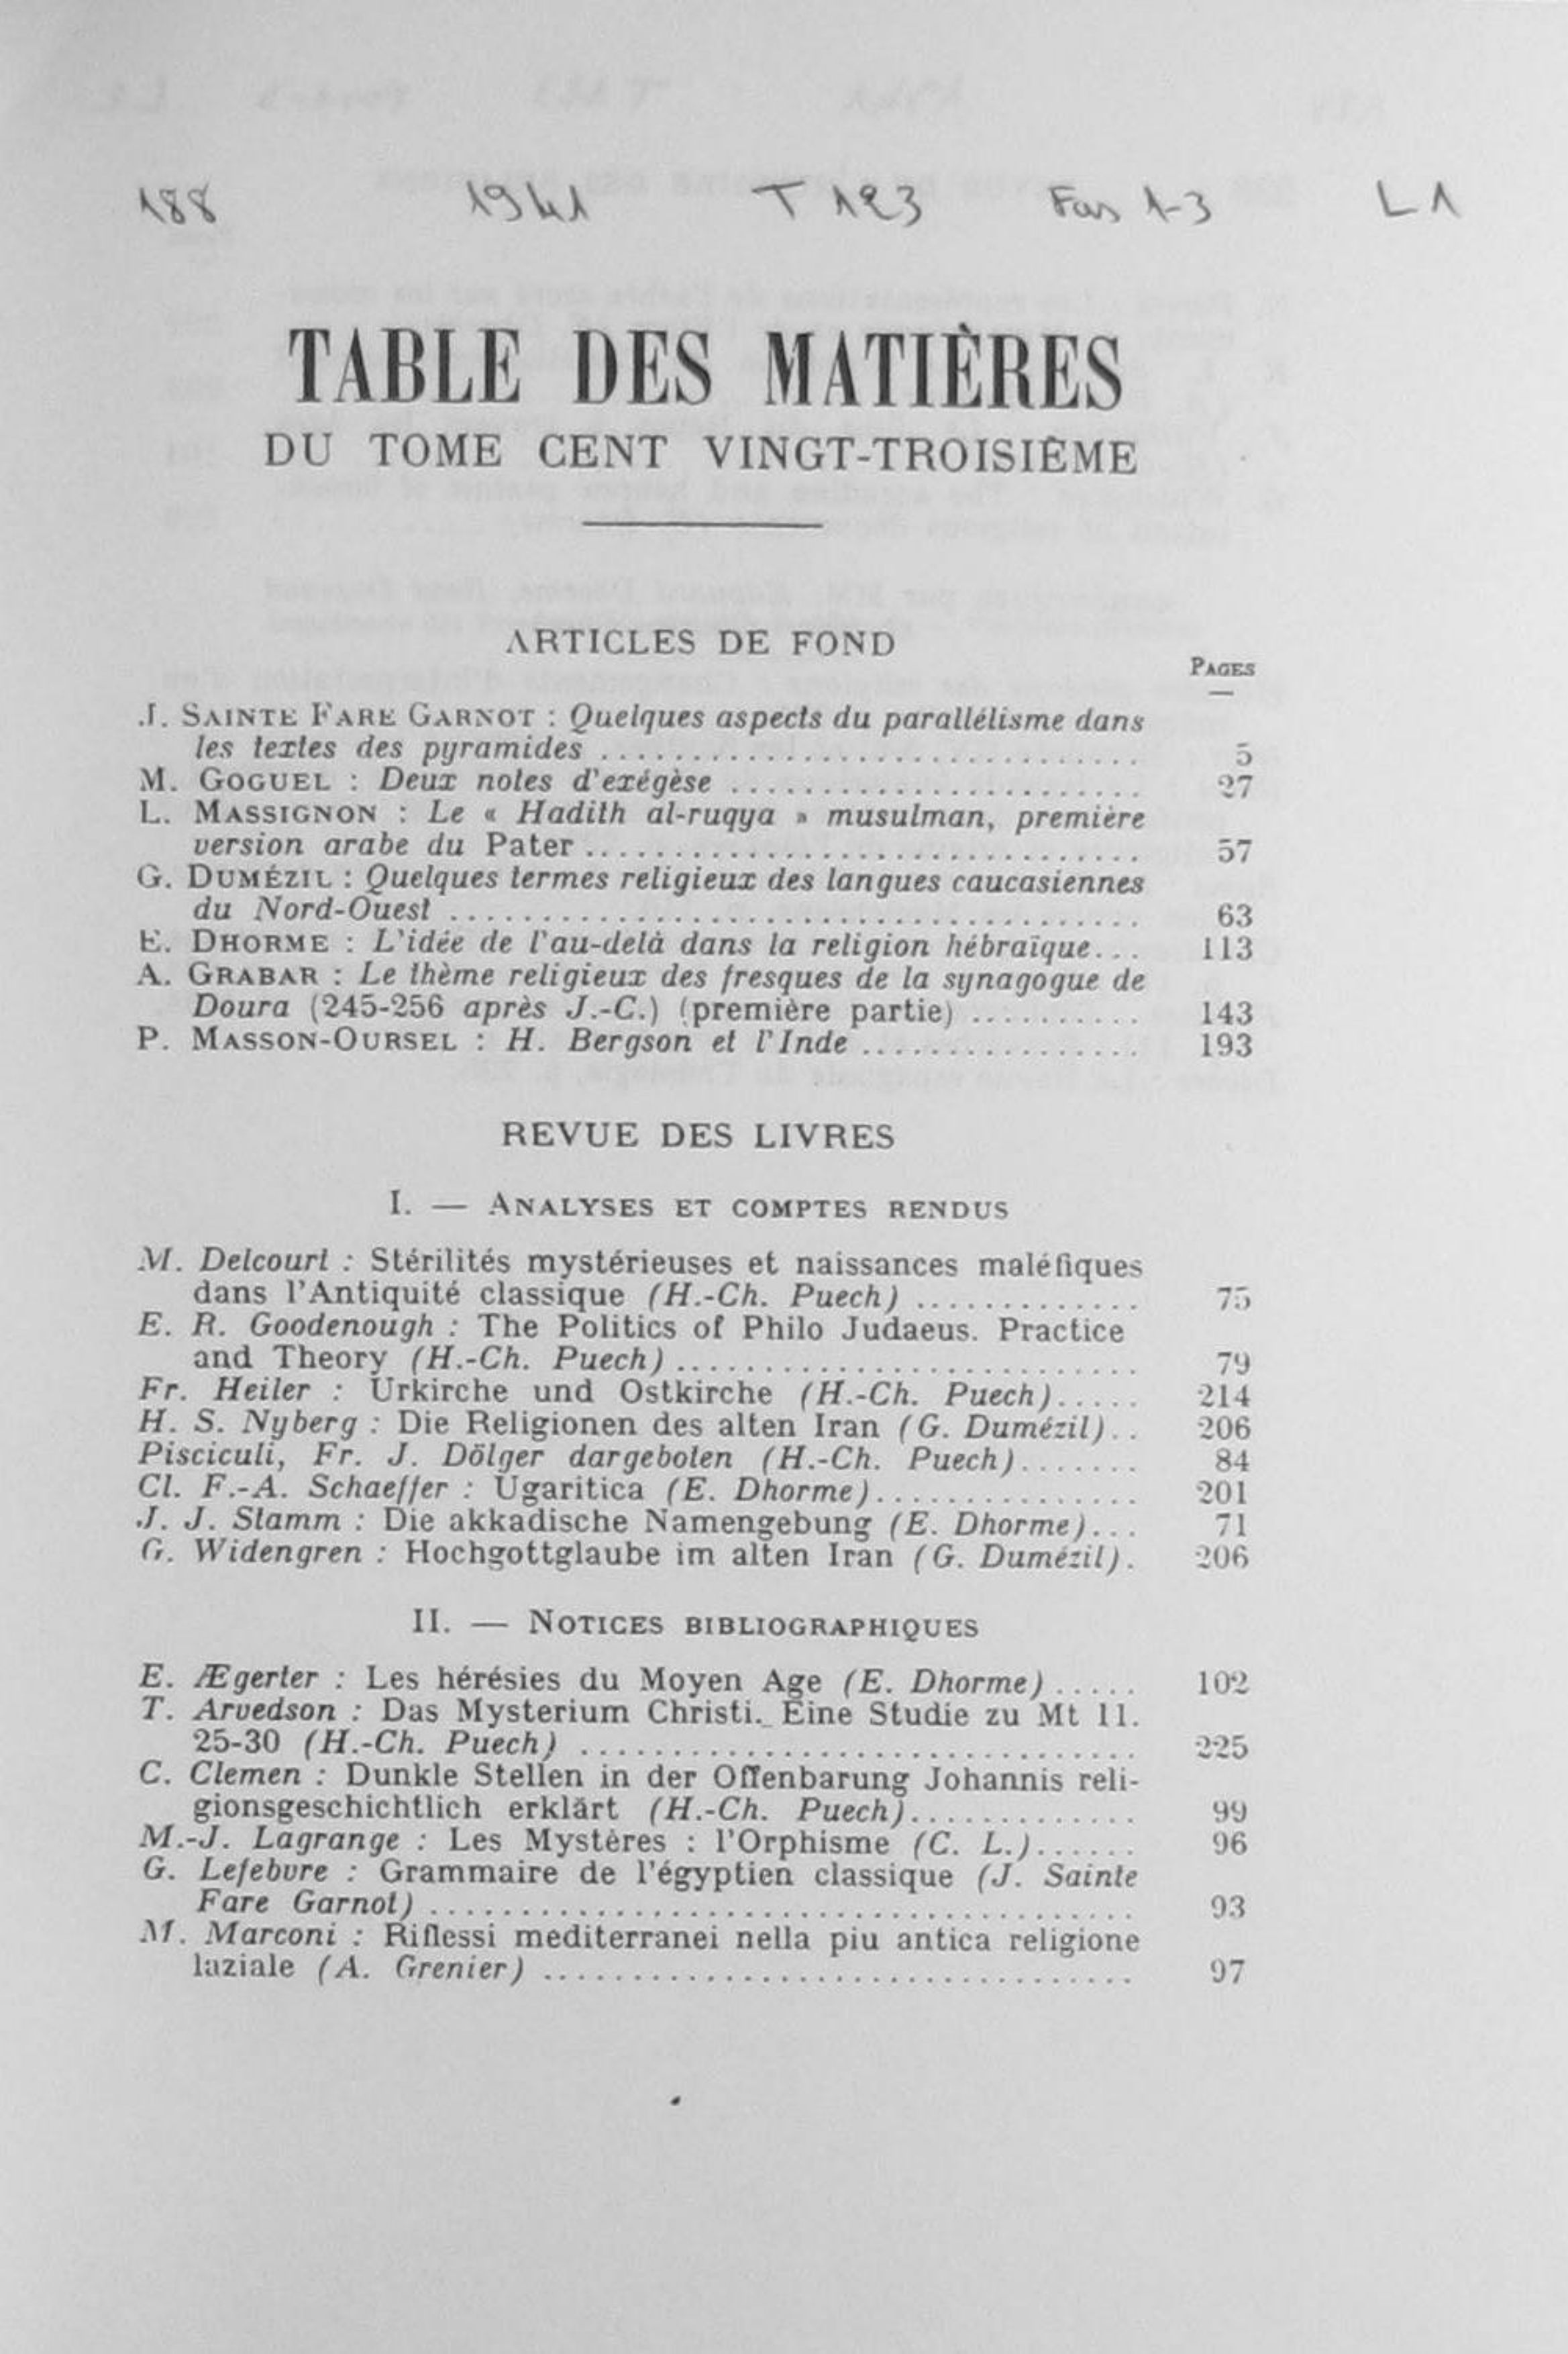 188 1941 T 123 Fas 1-3 L1
TABLE DES MATIÈRES
DU TOME CENT VINGT-TROISIÈME
ARTICLES DE FOND
PAGES
J. SAINTE FARE GARNOT : Quelques aspects du parallélisme dans
les textes des pyramides .............................. 5
M. GOGUEL : Deux notes d'exégèse ....................... 27
L. MASSIGNON : Le « Hadith al-ruqya » musulman, première
version arabe du Pater ............................... 57
G. DUMÉZIL : Quelques termes religieux des langues caucasiennes
du Nord-Ouest ...................................... 63
E. DHORME : L'idée de l'au-delà dans la religion hébraïque... 113
A. GRABAR : Le thème religieux des fresques de la synagogue de
Doura (245-256 après J.-C.) (première partie) .......... 143
P. MASSON-OURSEL : H. Bergson et l'Inde ................ 193
REVUE DES LIVRES
I. — ANALYSES ET COMPTES RENDUS
M. Delcourt : Stérilités mystérieuses et naissances maléfiques
dans l'Antiquité classique (H.-Ch. Puech) ............. 75
E. R. Goodenough : The Politics of Philo Judaeus. Practice
and Theory (H.-Ch. Puech) .......................... 79
Fr. Heiler : Urkirche und Ostkirche (H.-Ch. Puech)..... 214
H. S. Nyberg : Die Religionen des alten Iran (G. Dumézil).. 206
Pisciculi, Fr. J. Dölger dargeboten (H.-Ch. Puech)....... 84
Cl. F.-A. Schaeffer : Ugaritica (E. Dhorme)............... 201
J. J. Stamm : Die akkadische Namengebung (E. Dhorme)... 71
G. Widengren : Hochgottglaube im alten Iran (G. Dumézil). 206
II. — NOTICES BIBLIOGRAPHIQUES
E. Ægerter : Les hérésies du Moyen Age (E. Dhorme) ..... 102
T. Arvedson : Das Mysterium Christi. Eine Studie zu Mt 11.
25-30 (H.-Ch. Puech) ............................... 225
C. Clemen : Dunkle Stellen in der Offenbarung Johannis reli-
gionsgeschichtlich erklärt (H.-Ch. Puech)............. 99
M.-J. Lagrange : Les Mystères : l'Orphisme (C. L.)...... 96
G. Lefebvre : Grammaire de l'égyptien classique (J. Sainte
Fare Garnot) ....................................... 93
M. Marconi : Riflessi mediterranei nella piu antica religione
laziale (A. Grenier) ................................. 97